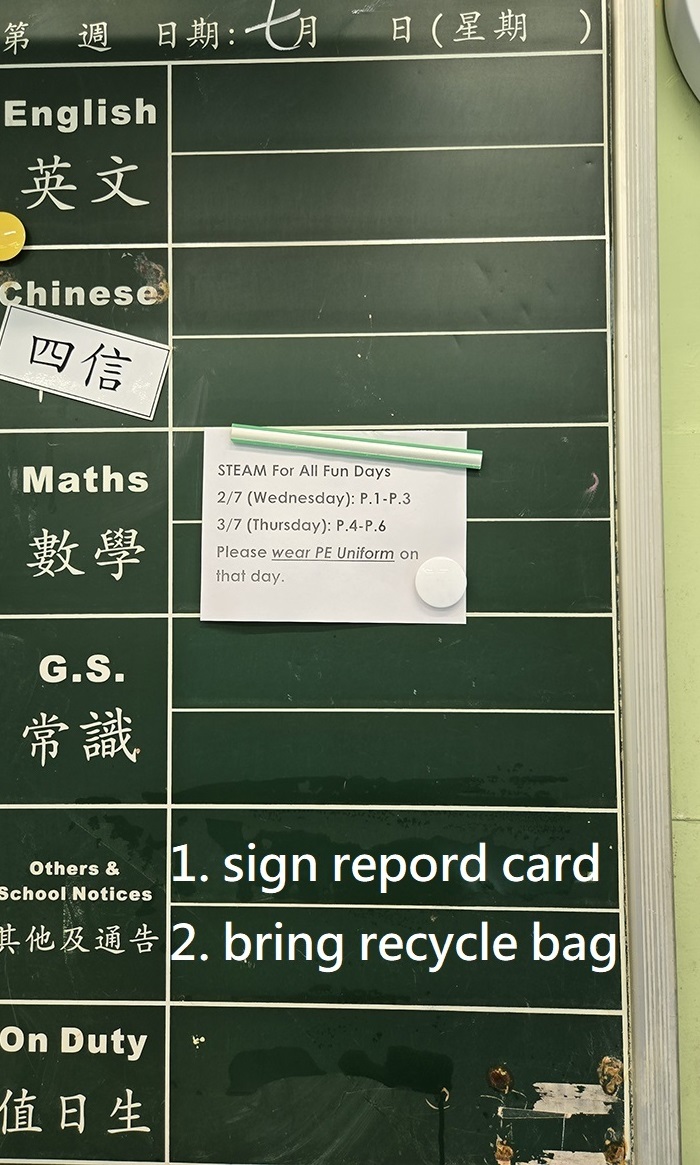 第 週 日期: 七月 日(星期 )
English
英文
Chinese
四信
Maths
數學
STEAM For All Fun Days
2/7 (Wednesday): P.1-P.3
3/7 (Thursday): P.4-P.6
Please wear PE Uniform on
that day.
G.S.
常識
Others &
School Notices
其他及通告
1. sign repord card
2. bring recycle bag
On Duty
值日生